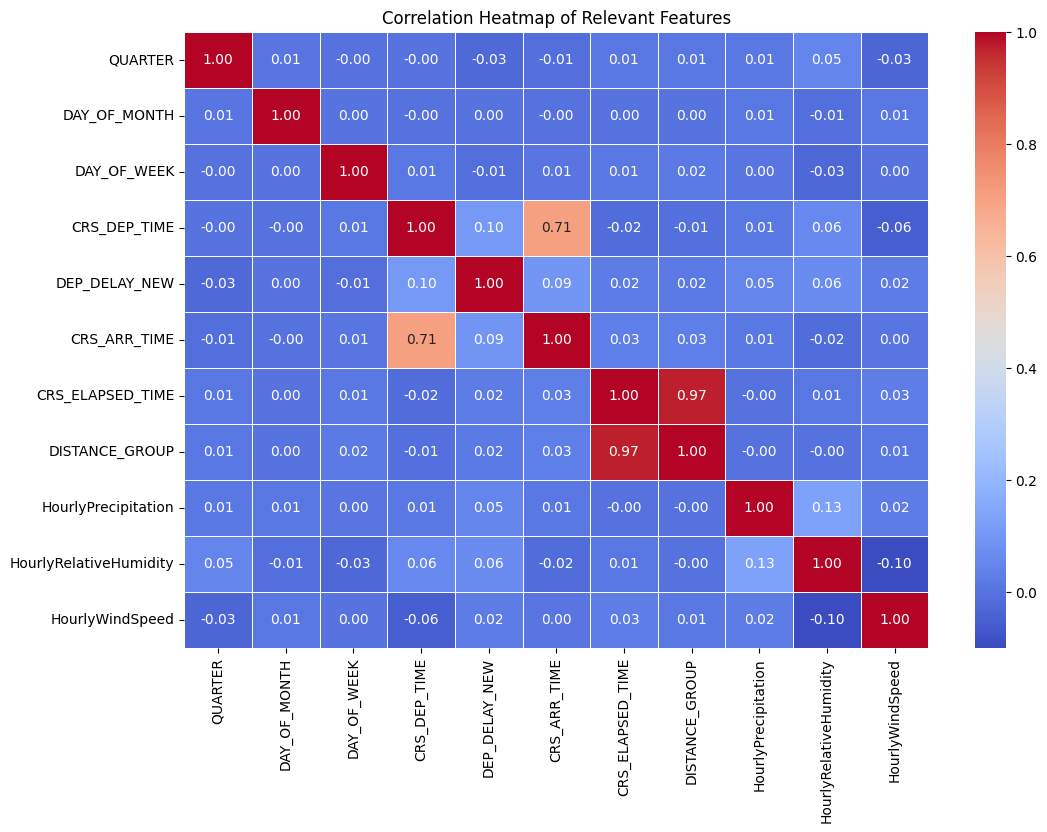 Correlation Heatmap of Relevant Features
QUARTER 1.00 0.01 -0.00 -0.00 -0.03 -0.01 0.01 0.01 0.01 0.05 -0.03
DAY_OF_MONTH 0.01 1.00 0.00 -0.00 0.00 -0.00 0.00 0.00 0.01 -0.01 0.01
DAY_OF_WEEK -0.00 0.00 1.00 0.01 -0.01 0.01 0.01 0.02 0.00 -0.03 0.00
CRS_DEP_TIME -0.00 -0.00 0.01 1.00 0.10 0.71 -0.02 -0.01 0.01 0.06 -0.06
DEP_DELAY_NEW -0.03 0.00 -0.01 0.10 1.00 0.09 0.02 0.02 0.05 0.06 0.02
CRS_ARR_TIME -0.01 -0.00 0.01 0.71 0.09 1.00 0.03 0.03 0.01 -0.02 0.00
CRS_ELAPSED_TIME 0.01 0.00 0.01 -0.02 0.02 0.03 1.00 0.97 -0.00 0.01 0.03
DISTANCE_GROUP 0.01 0.00 0.02 -0.01 0.02 0.03 0.97 1.00 -0.00 -0.00 0.01
HourlyPrecipitation 0.01 0.01 0.00 0.01 0.05 0.01 -0.00 -0.00 1.00 0.13 0.02
HourlyRelativeHumidity 0.05 -0.01 -0.03 0.06 0.06 -0.02 0.01 -0.00 0.13 1.00 -0.10
HourlyWindSpeed -0.03 0.01 0.00 -0.06 0.02 0.00 0.03 0.01 0.02 -0.10 1.00
QUARTER
DAY_OF_MONTH
DAY_OF_WEEK
CRS_DEP_TIME
DEP_DELAY_NEW
CRS_ARR_TIME
CRS_ELAPSED_TIME
DISTANCE_GROUP
HourlyPrecipitation
HourlyRelativeHumidity
HourlyWindSpeed
1.0
0.8
0.6
0.4
0.2
0.0